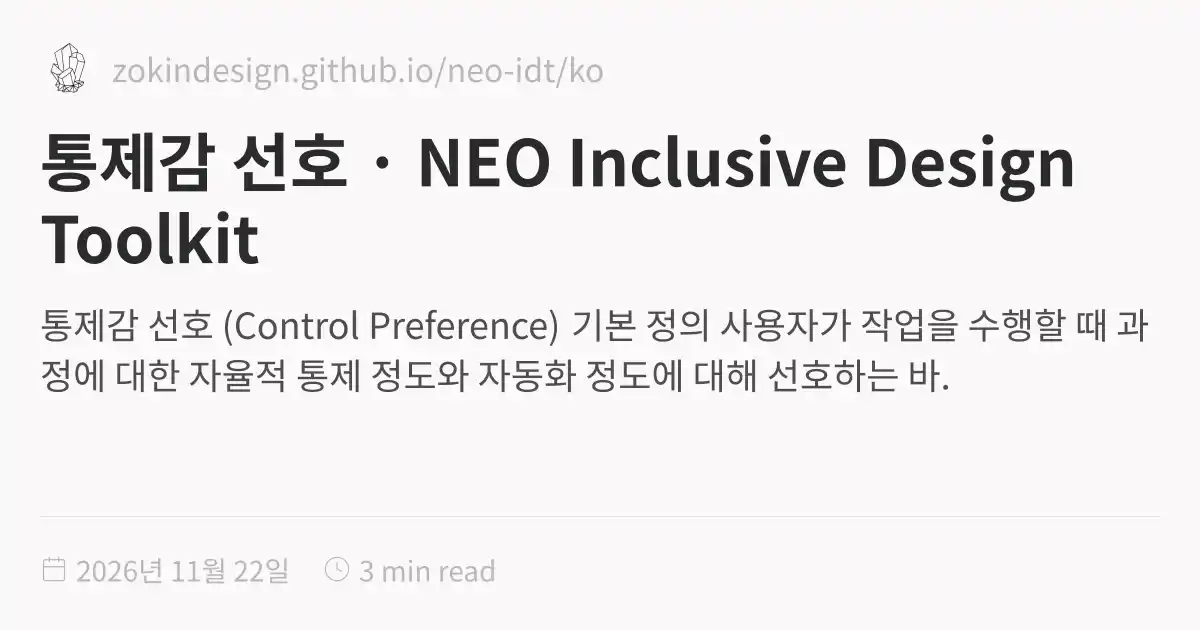 zokindesign.github.io/neo-idt/ko
통제감 선호 · NEO Inclusive Design
Toolkit
통제감 선호 (Control Preference) 기본 정의 사용자가 작업을 수행할 때 과
정에 대한 자율적 통제 정도와 자동화 정도에 대해 선호하는 바.
2026년 11월 22일 3 min read